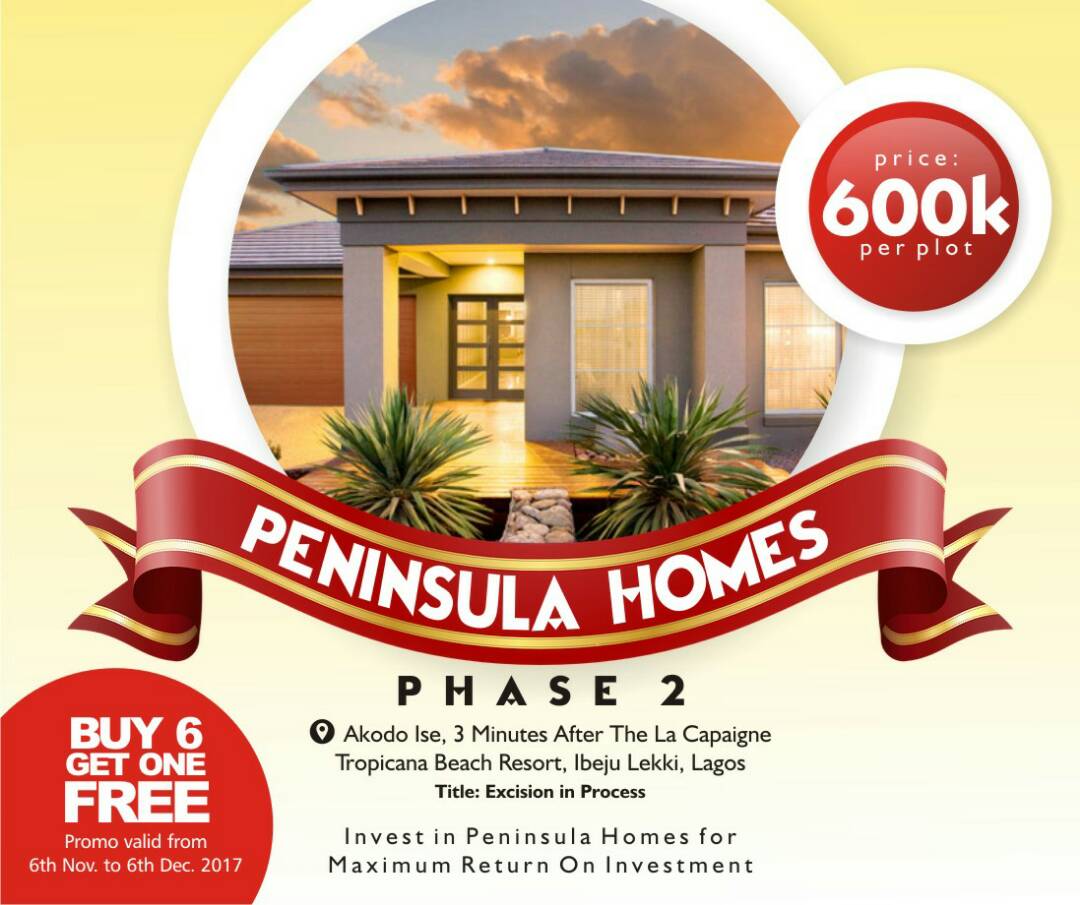 price:
600k
per plot
PENINSULA HOMES
PHASE 2
Akodo Ise, 3 Minutes After The La Capaigne
Tropicana Beach Resort, Ibeju Lekki, Lagos
Title: Excision in Process
Invest in Peninsula Homes for
Maximum Return On Investment
BUY 6
GET ONE
FREE
Promo valid from
6th Nov. to 6th Dec. 2017